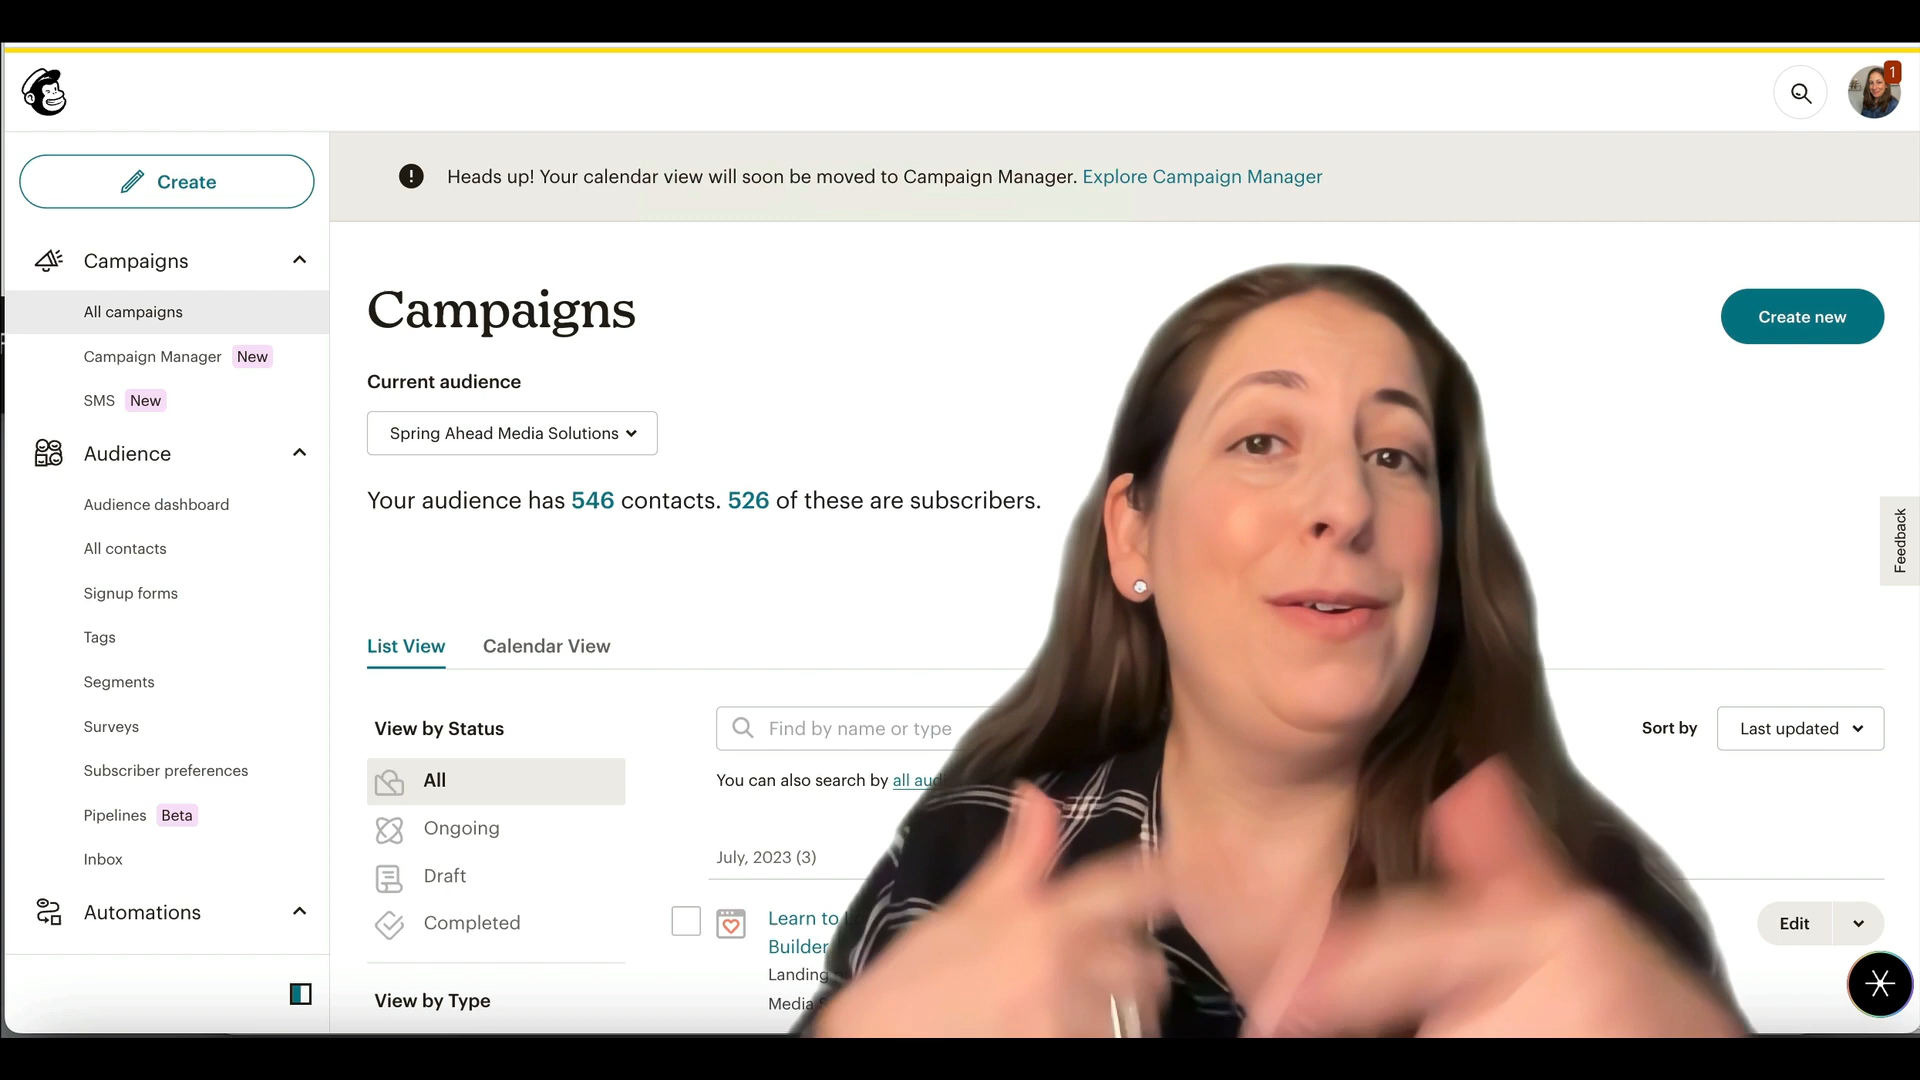 1
Create
Heads up! Your calendar view will soon be moved to Campaign Manager. Explore Campaign Manager
Campaigns
All campaigns
Campaign Manager New
SMS New
Audience
Audience dashboard
All contacts
Signup forms
Tags
Segments
Surveys
Subscriber preferences
Pipelines Beta
Inbox
Automations
Campaigns
Create new
Current audience
Spring Ahead Media Solutions
Your audience has 546 contacts. 526 of these are subscribers.
Feedback
List View Calendar View
View by Status
All
Ongoing
Draft
Completed
View by Type
Find by name or type
Sort by Last updated
You can also search by all
July, 2023 (3)
Learn to
Builder
Landing
Media
Edit